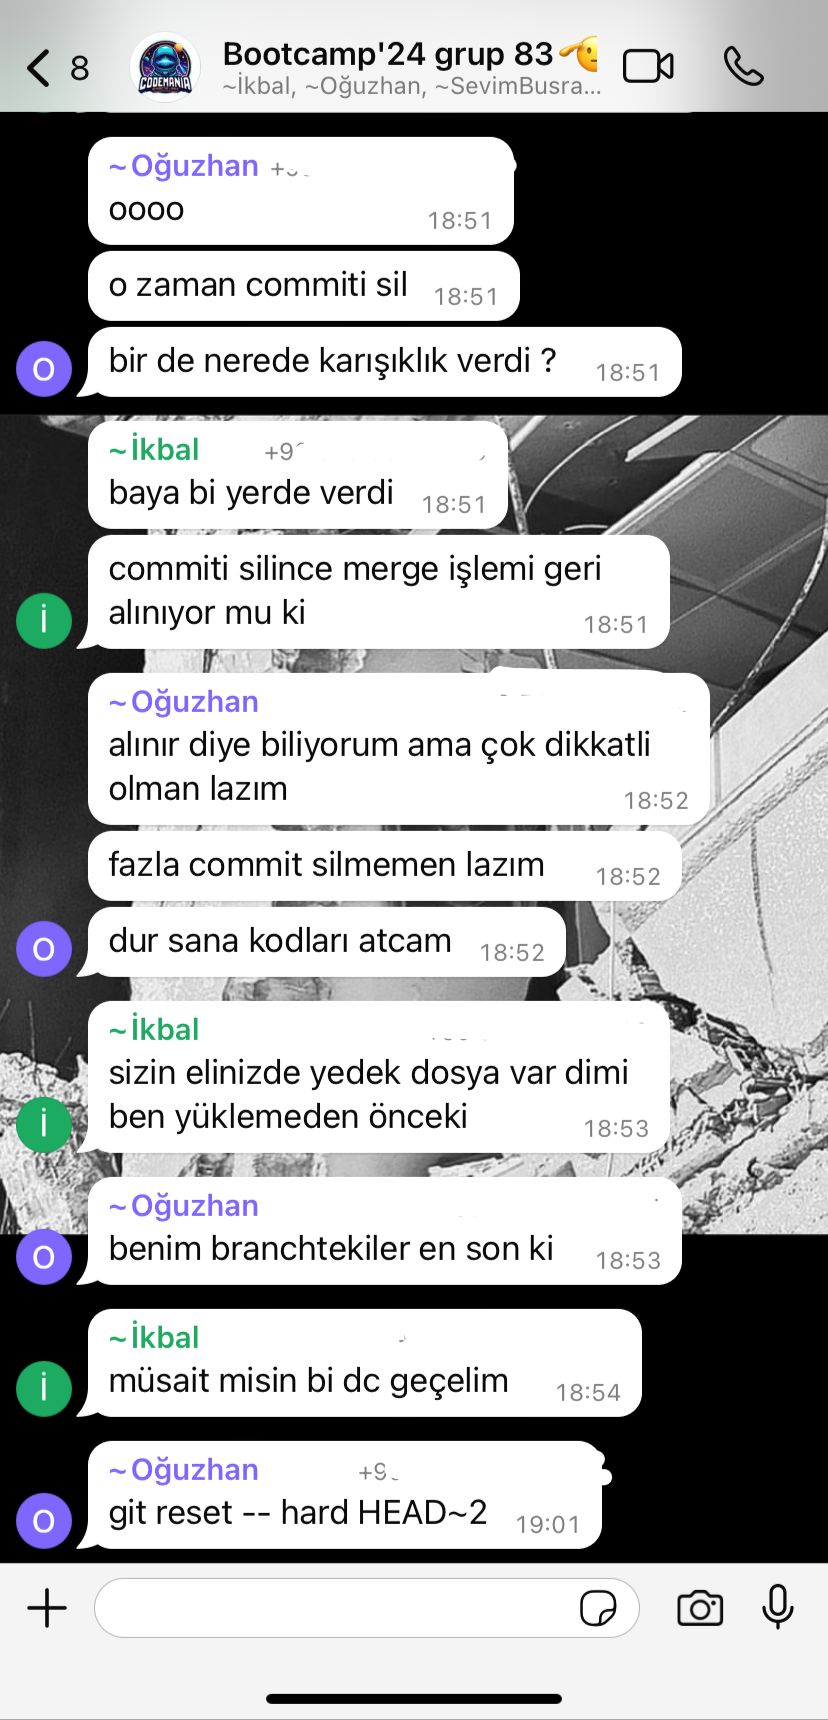 8
Bootcamp'24 grup 83🫡
~İkbal, ~Oğuzhan, ~SevimBusra...
CODEMANIA
~Oğuzhan
oooo
18:51
o zaman commiti sil 18:51
O
bir de nerede karışıklık verdi ? 18:51
~İkbal +9
baya bi yerde verdi 18:51
commiti silince merge işlemi geri
alınıyor mu ki 18:51
İ
~Oğuzhan
alınır diye biliyorum ama çok dikkatli
olman lazım 18:52
fazla commit silmemen lazım 18:52
O
dur sana kodları atcam 18:52
~İkbal
sizin elinizde yedek dosya var dimi
ben yüklemeden önceki 18:53
İ
~Oğuzhan
benim branchtekiler en son ki 18:53
O
~İkbal
müsait misin bi dc geçelim 18:54
İ
~Oğuzhan +9
git reset -- hard HEAD~2 19:01
O